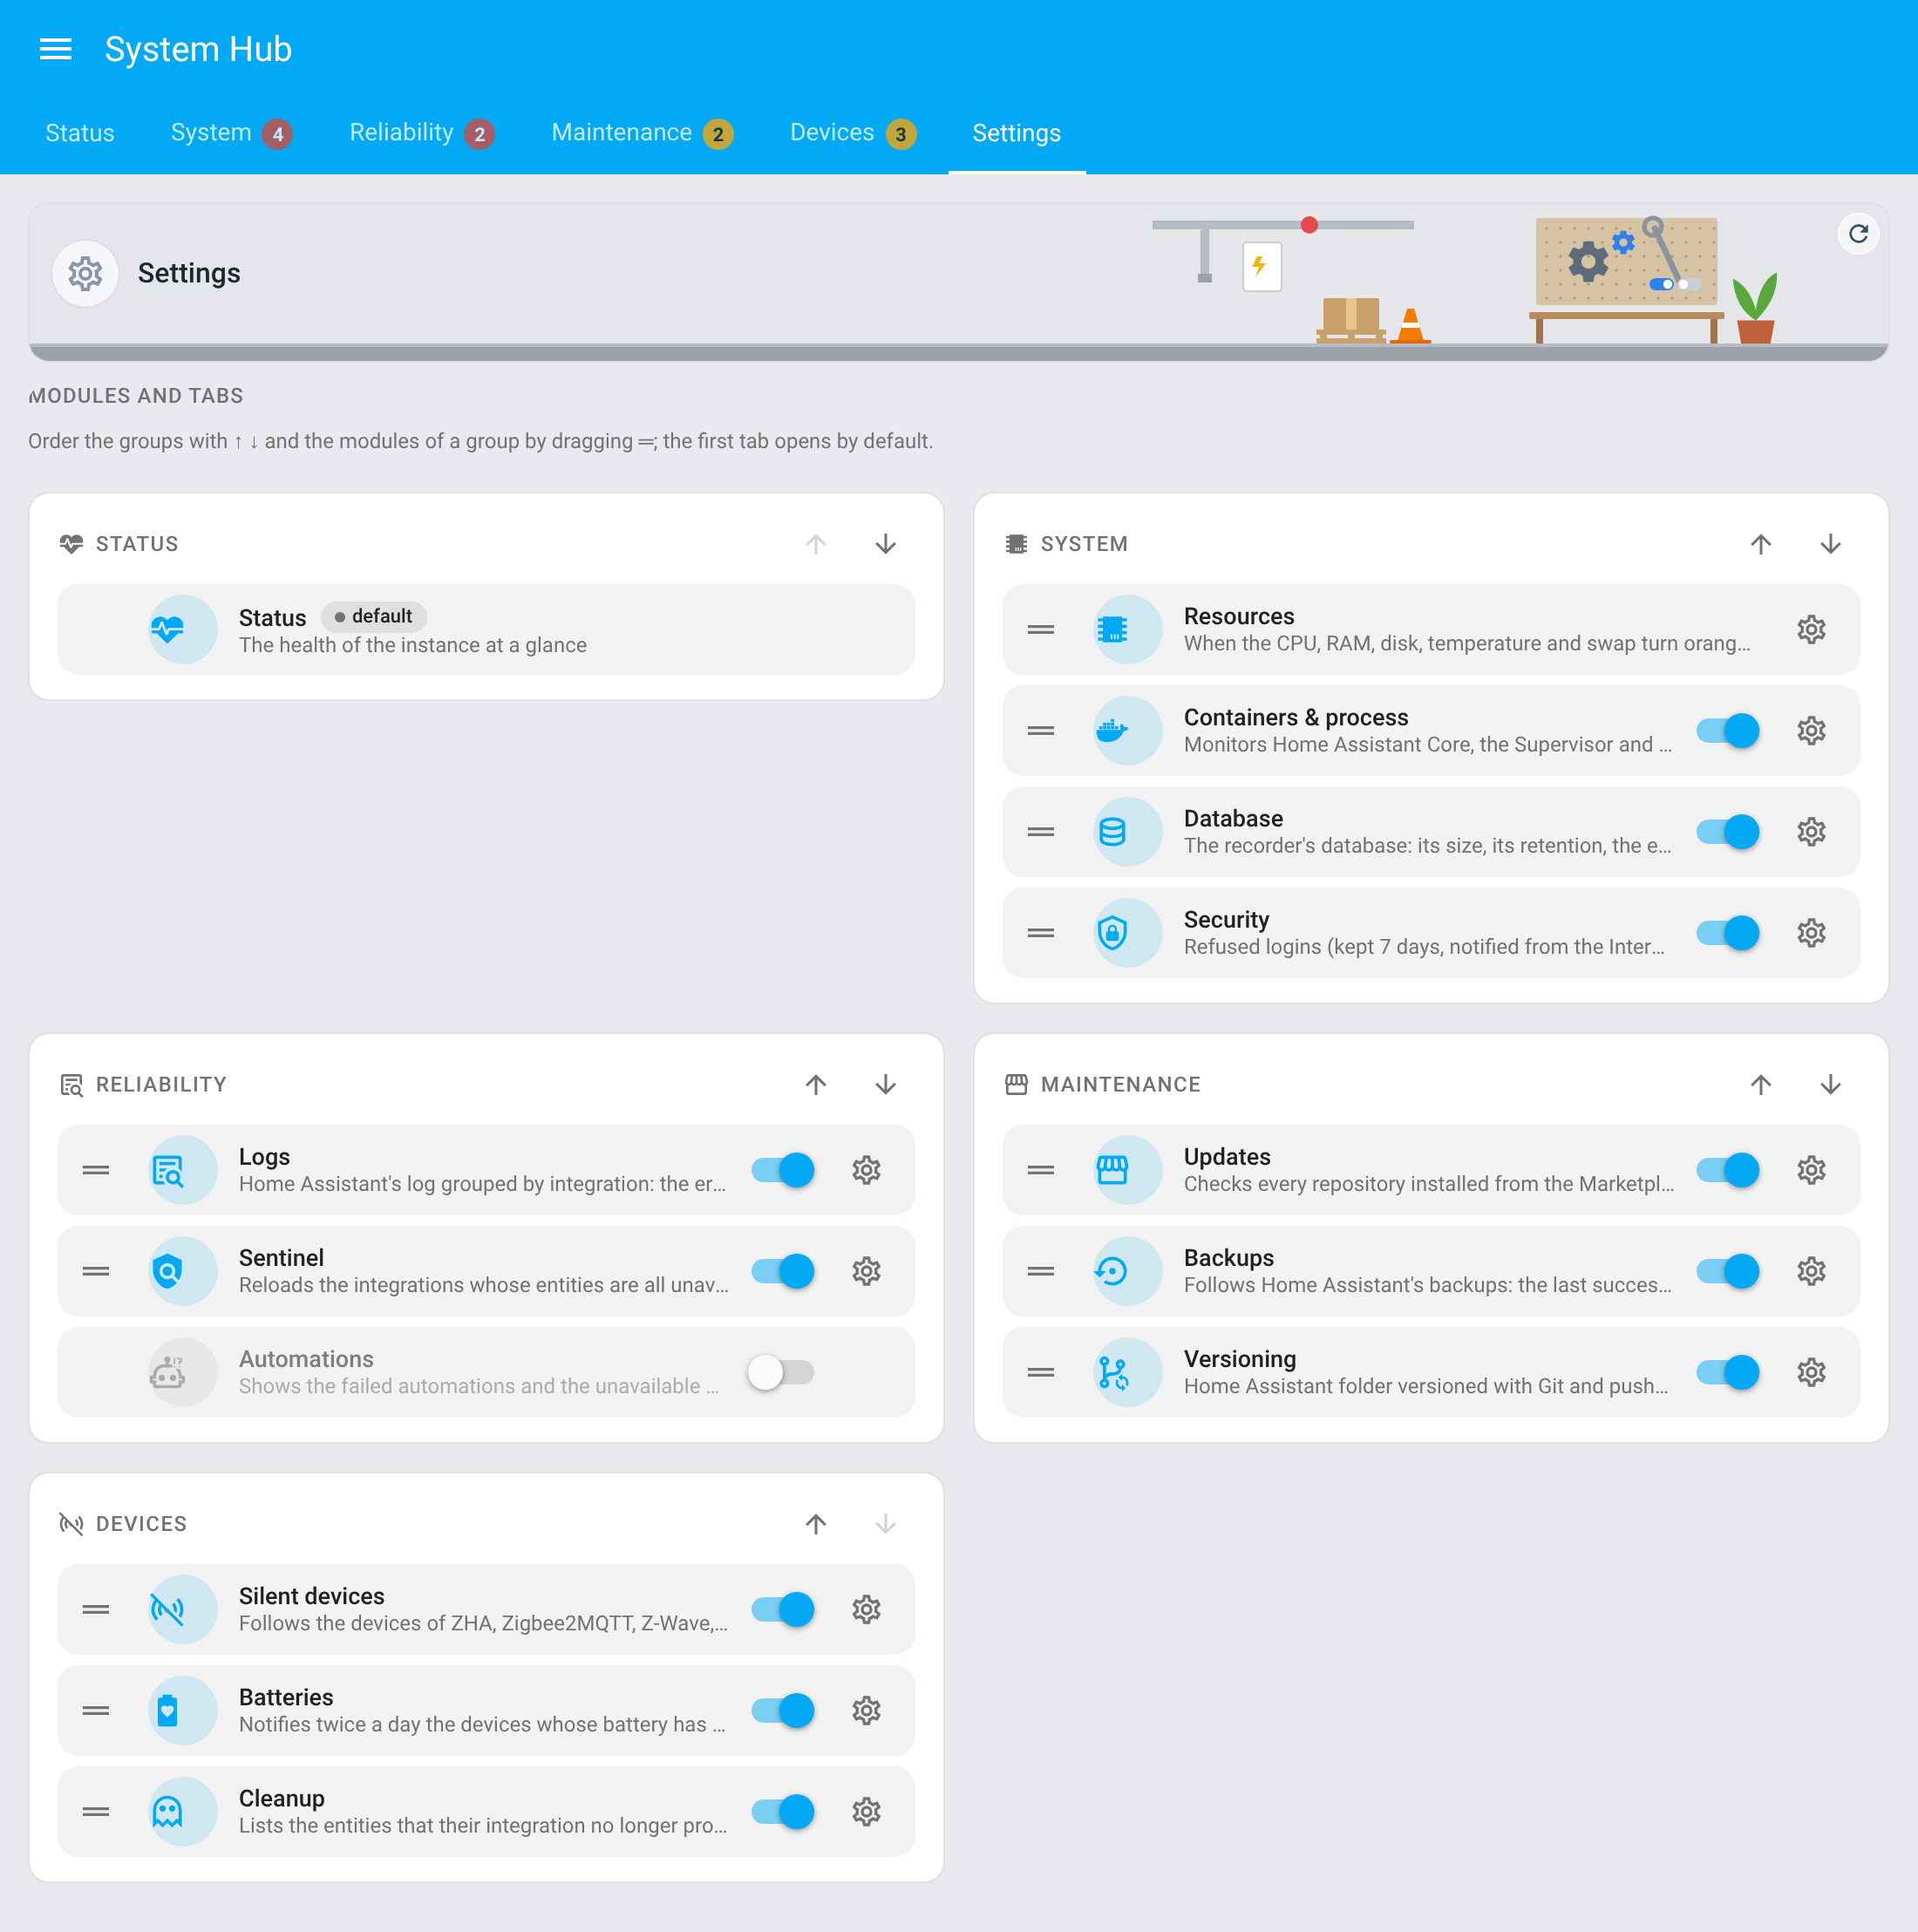 System Hub
Status
System 4
Reliability 2
Maintenance 2
Devices 3
Settings
Settings
MODULES AND TABS
Order the groups with ↑ ↓ and the modules of a group by dragging =; the first tab opens by default.
STATUS
Status default
The health of the instance at a glance
SYSTEM
Resources
When the CPU, RAM, disk, temperature and swap turn orang...
Containers & process
Monitors Home Assistant Core, the Supervisor and ...
Database
The recorder's database: its size, its retention, the e...
Security
Refused logins (kept 7 days, notified from the Inter...
RELIABILITY
Logs
Home Assistant's log grouped by integration: the er...
Sentinel
Reloads the integrations whose entities are all unav...
Automations
Shows the failed automations and the unavailable ...
MAINTENANCE
Updates
Checks every repository installed from the Marketpl...
Backups
Follows Home Assistant's backups: the last succes...
Versioning
Home Assistant folder versioned with Git and push...
DEVICES
Silent devices
Follows the devices of ZHA, Zigbee2MQTT, Z-Wave,...
Batteries
Notifies twice a day the devices whose battery has ...
Cleanup
Lists the entities that their integration no longer pro...